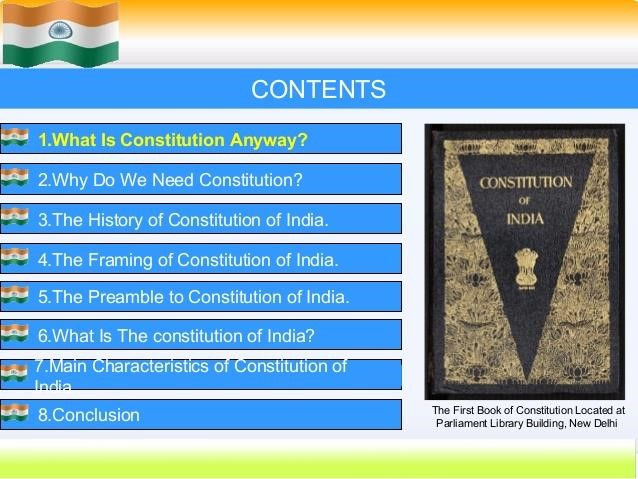 CONTENTS
1.What Is Constitution Anyway?
2.Why Do We Need Constitution?
3.The History of Constitution of India.
4.The Framing of Constitution of India.
5.The Preamble to Constitution of India.
6.What Is The constitution of India?
7.Main Characteristics of Constitution of
India
8.Conclusion
CONSTITUTION
OF
INDIA
The First Book of Constitution Located at
Parliament Library Building, New Delhi